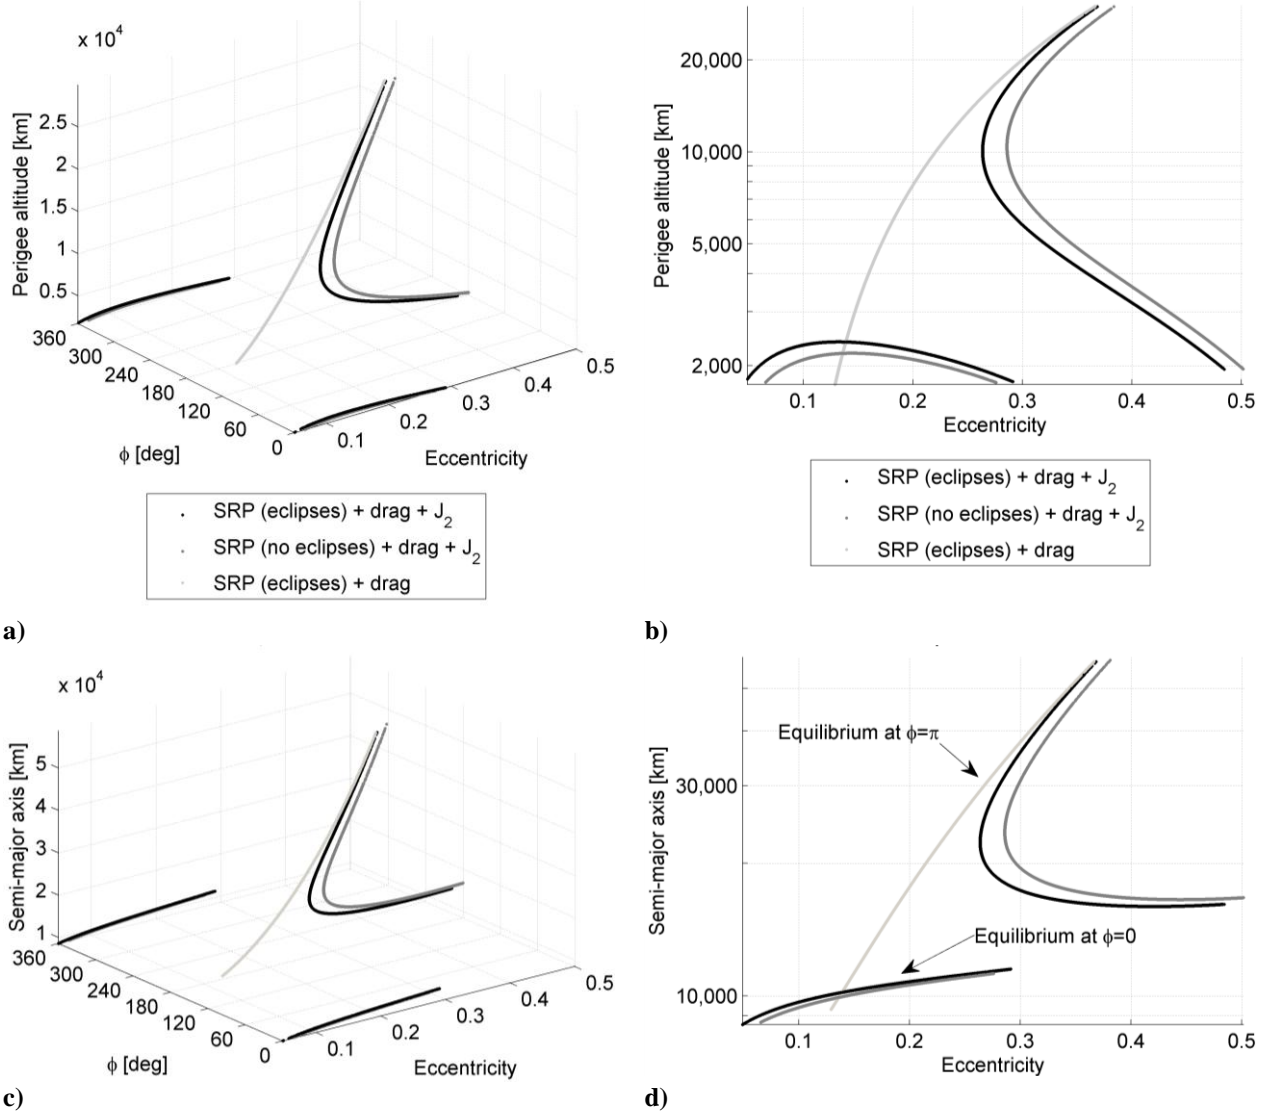 x 10^4
Perigee altitude [km]
2.5
2
1.5
1
0.5
360
300
240
180
120
60
0
ϕ [deg]
0.1
0.2
0.3
0.4
0.5
Eccentricity
SRP (eclipses) + drag + J_2
SRP (no eclipses) + drag + J_2
SRP (eclipses) + drag
a)
Perigee altitude [km]
20,000
10,000
5,000
2,000
0.1
0.2
0.3
0.4
0.5
Eccentricity
SRP (eclipses) + drag + J_2
SRP (no eclipses) + drag + J_2
SRP (eclipses) + drag
b)
x 10^4
Semi-major axis [km]
5
4
3
2
1
360
300
240
180
120
60
0
ϕ [deg]
0.1
0.2
0.3
0.4
0.5
Eccentricity
c)
Semi-major axis [km]
30,000
10,000
Equilibrium at ϕ=π
Equilibrium at ϕ=0
0.1
0.2
0.3
0.4
0.5
Eccentricity
d)